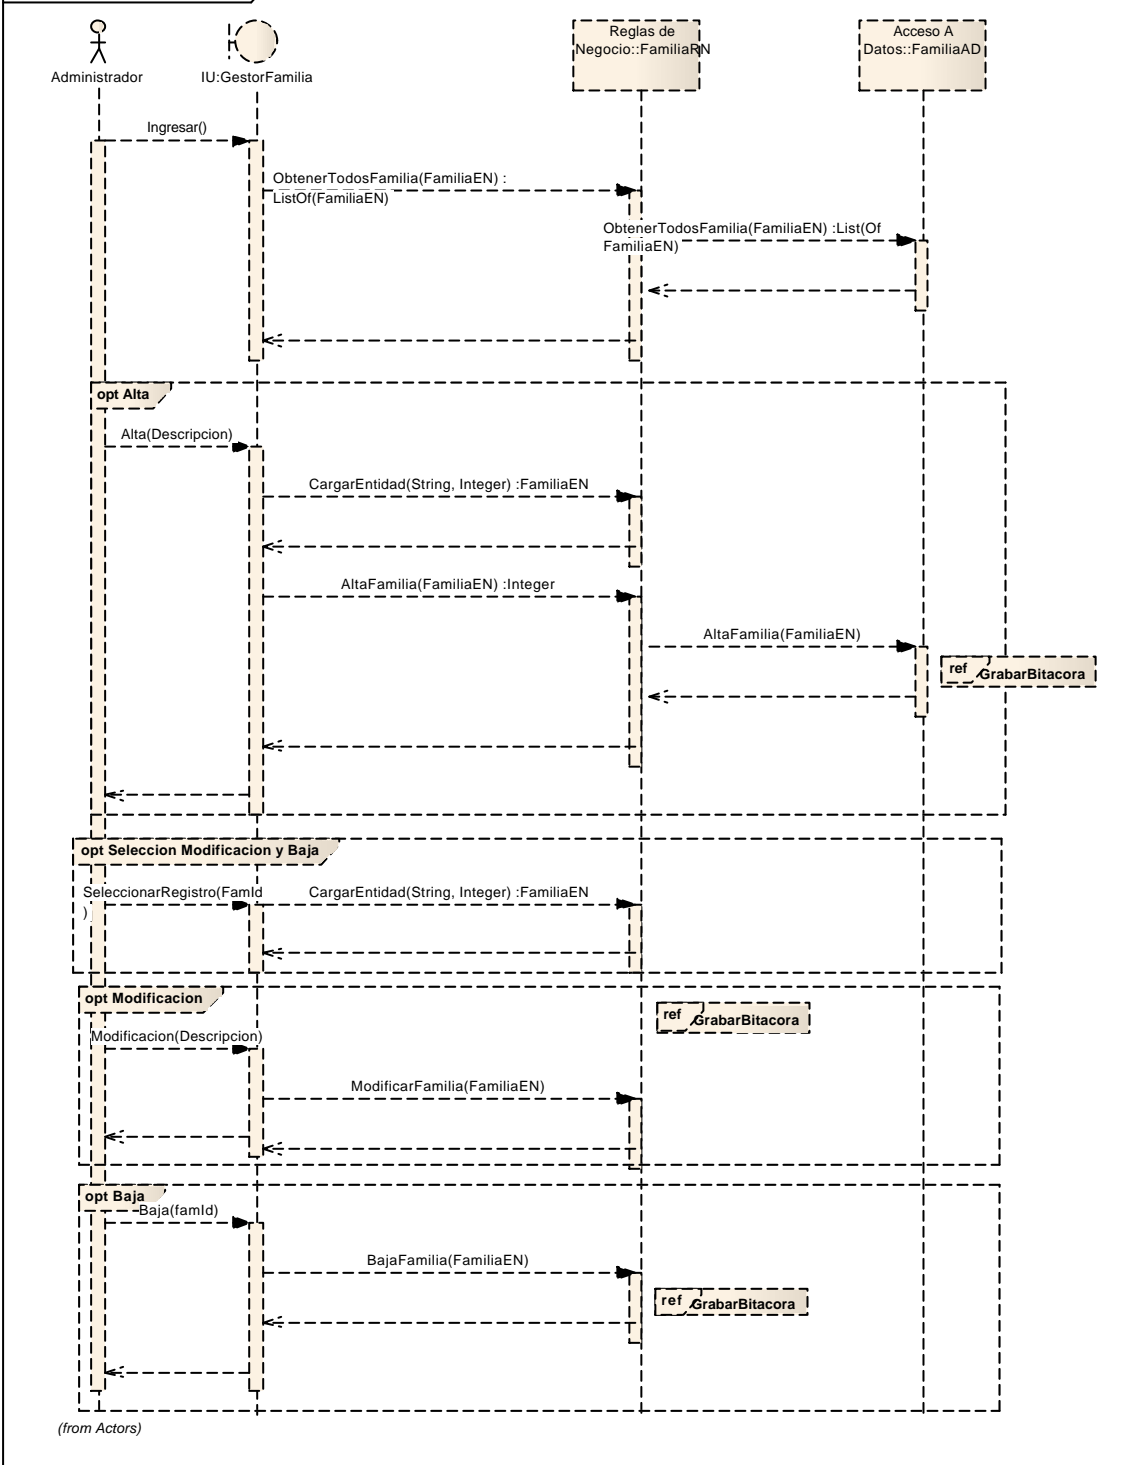 Reglas de
Negocio::FamiliaRN
Acceso A
Datos::FamiliaAD
Administrador
IU:GestorFamilia
Ingresar()
ObtenerTodosFamilia(FamiliaEN) :
ListOf(FamiliaEN)
ObtenerTodosFamilia(FamiliaEN) :List(Of
FamiliaEN)
opt Alta
Alta(Descripcion)
CargarEntidad(String, Integer) :FamiliaEN
AltaFamilia(FamiliaEN) :Integer
AltaFamilia(FamiliaEN)
ref
GrabarBitacora
opt Seleccion Modificacion y Baja
SeleccionarRegistro(FamId
)
CargarEntidad(String, Integer) :FamiliaEN
opt Modificacion
ref
GrabarBitacora
Modificacion(Descripcion)
ModificarFamilia(FamiliaEN)
opt Baja
Baja(famId)
BajaFamilia(FamiliaEN)
ref
GrabarBitacora
(from Actors)